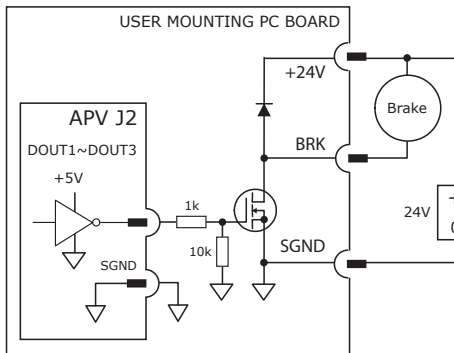 USER MOUNTING PC BOARD
+24V
APV J2
Brake
DOUT1~DOUT3
BRK
+5V
1k
24V
+
10k
SGND
SGND